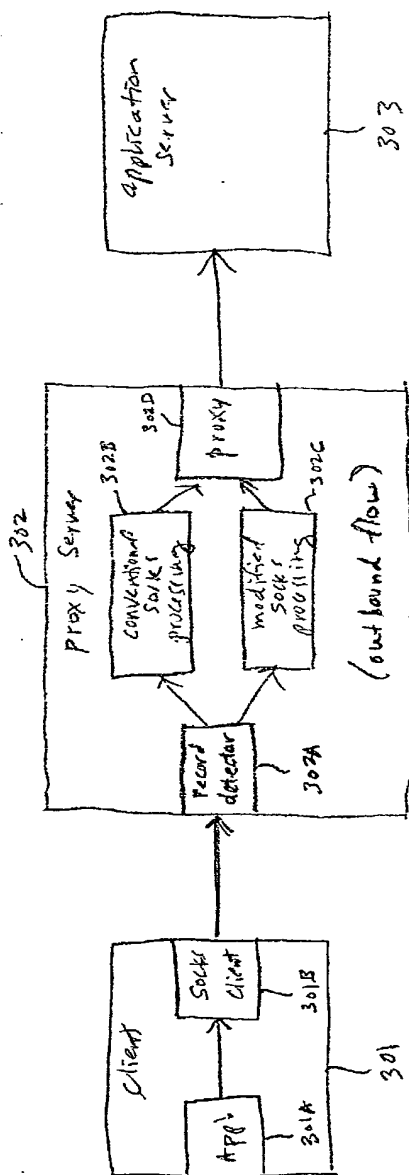 Client
Appl
301A
Socks
Client
301B
301
302
Proxy Server
Record
detector
302A
conventional
socks
processing
302B
modified
socks
processing
302C
proxy
302D
(outbound flow)
application
server
303